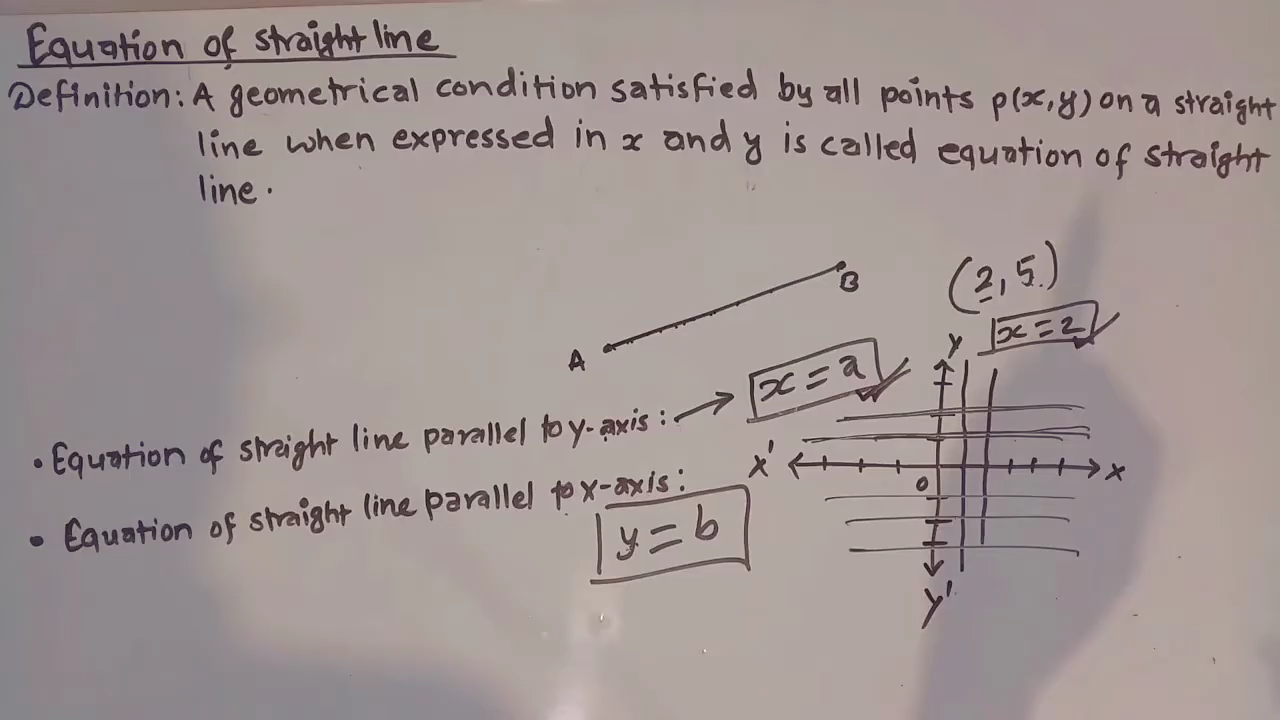 Equation of straight line
Definition: A geometrical condition satisfied by all points p(x,y) on a straight
line when expressed in x and y is called equation of straight
line.
(2, 5)
x = 2
A B
• Equation of straight line parallel to y-axis: → x = a
• Equation of straight line parallel to x-axis:
y = b
Y
X' O X
Y'